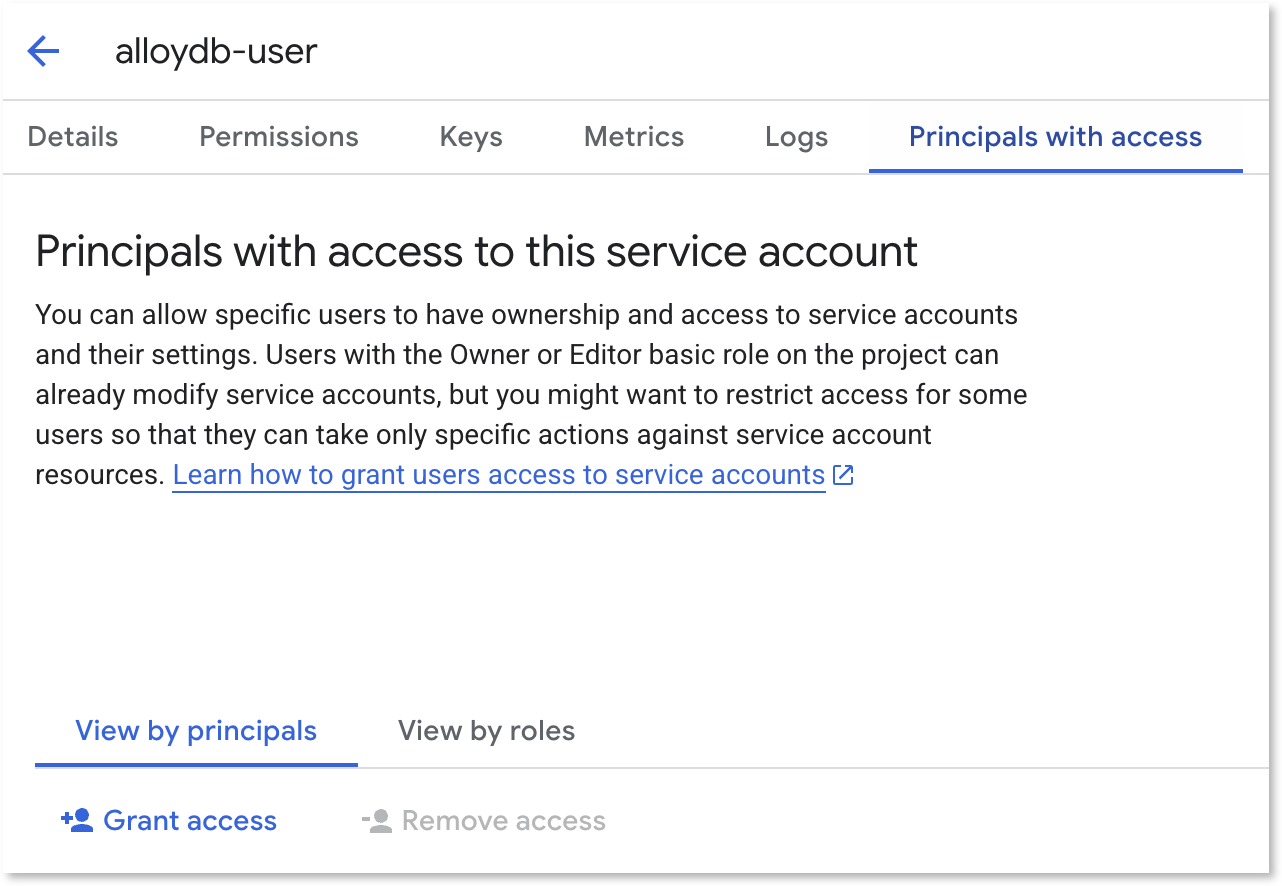 alloydb-user
Details Permissions Keys Metrics Logs Principals with access
Principals with access to this service account
You can allow specific users to have ownership and access to service accounts
and their settings. Users with the Owner or Editor basic role on the project can
already modify service accounts, but you might want to restrict access for some
users so that they can take only specific actions against service account
resources. Learn how to grant users access to service accounts
View by principals View by roles
Grant access Remove access